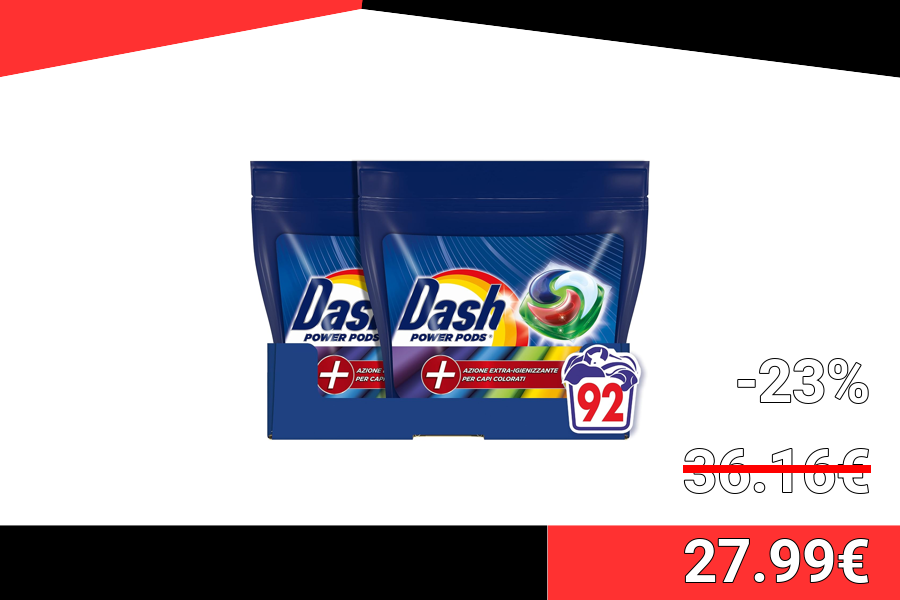 Das
POWER PODS
AZIONE
PER CAPI
Dash
POWER PODS
AZIONE EXTRA-IGIENIZZANTE
PER CAPI COLORATI
92
-23%
36.16€
27.99€